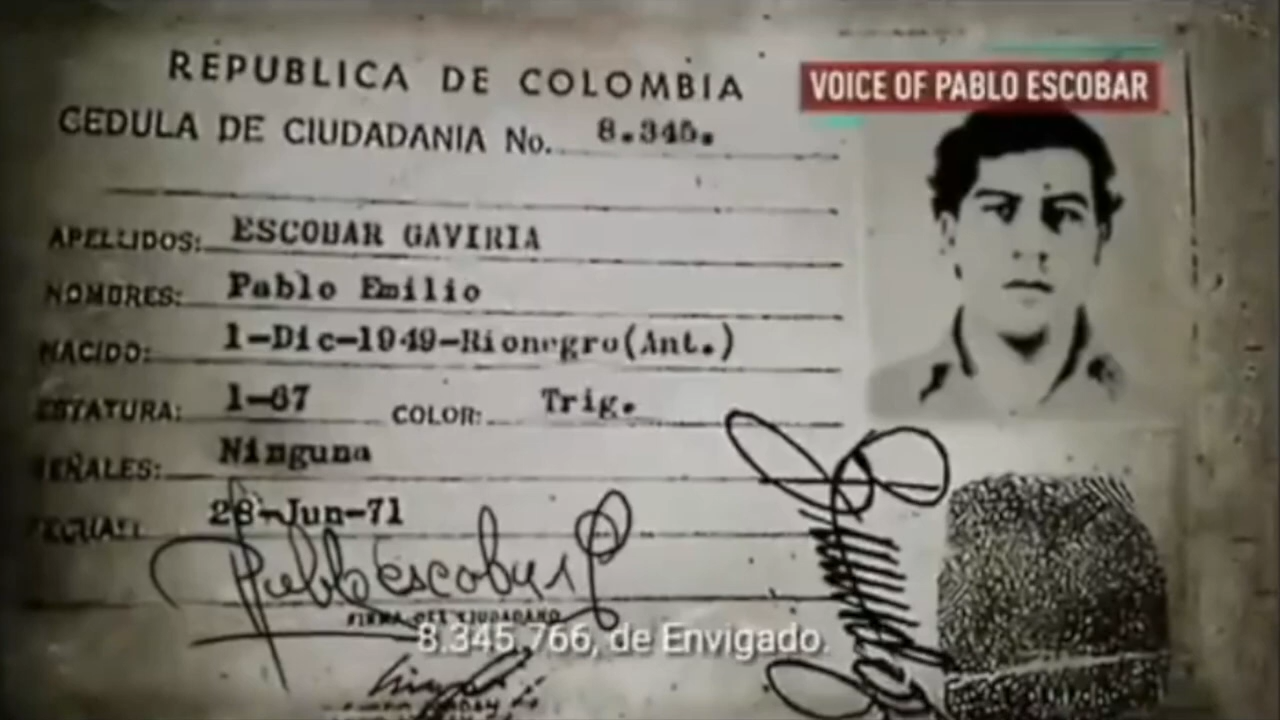 REPUBLICA DE COLOMBIA
VOICE OF PABLO ESCOBAR
CEDULA DE CIUDADANIA No. 8.345.
APELLIDOS: ESCOBAR GAVIRIA
NOMBRES: Pablo Emilio
NACIDO: 1-Dic-1949-Rionegro(Ant.)
ESTATURA: 1-67 COLOR: Trig.
SEÑALES: Ninguna
28-Jun-71
Pablo Escobar G
FIRMA DEL CIUDADANO
8.345.766, de Envigado.